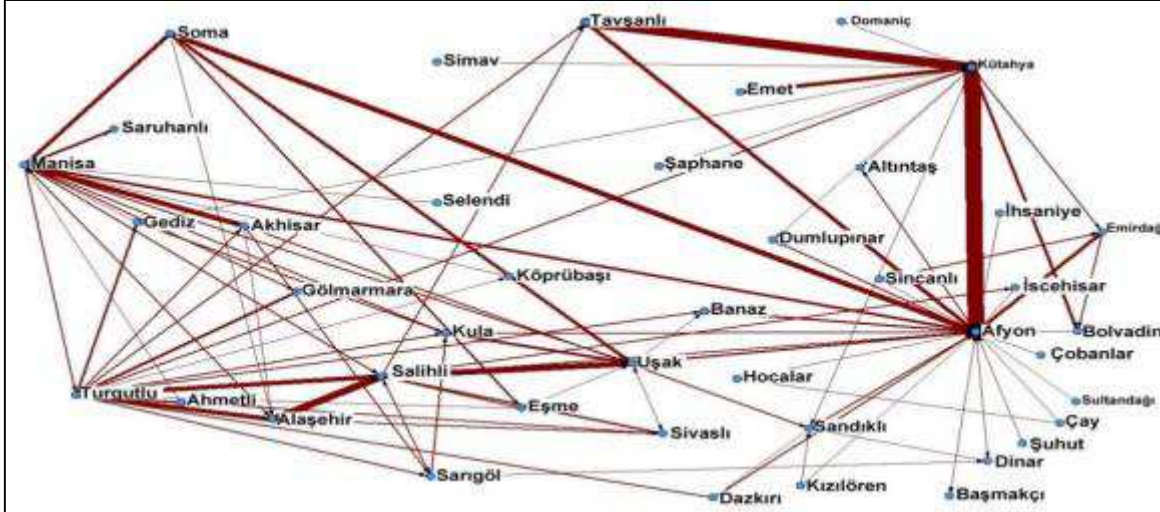 Tavşanlı
Domaniç
Soma
Simav
Kütahya
Emet
Saruhanlı
Manisa
Şaphane
Altıntaş
Selendi
İhsaniye
Gediz
Akhisar
Emirdağ
Dumlupınar
Köprübaşı
Sincanlı
Gölmarmara
İscehisar
Banaz
Kula
Afyon
Bolvadin
Uşak
Çobanlar
Salihli
Hocalar
Turgutlu
Ahmetli
Eşme
Sultandağı
Alaşehir
Çay
Sivaslı
Sandıklı
Şuhut
Dinar
Sarıgöl
Kızılören
Dazkırı
Başmakçı